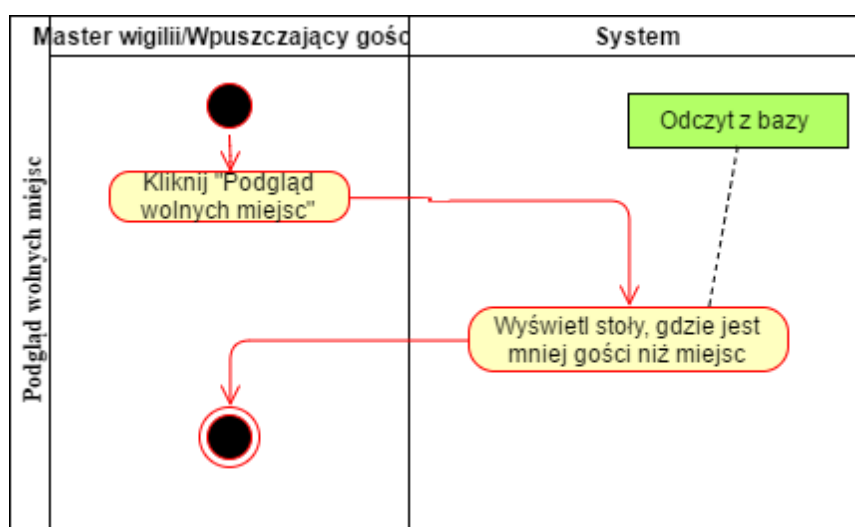 Master wigilii/Wpuszczający gośc
System
Podgląd wolnych miejsc
Odczyt z bazy
Kliknij "Podgląd
wolnych miejsc"
Wyświetl stoły, gdzie jest
mniej gości niż miejsc